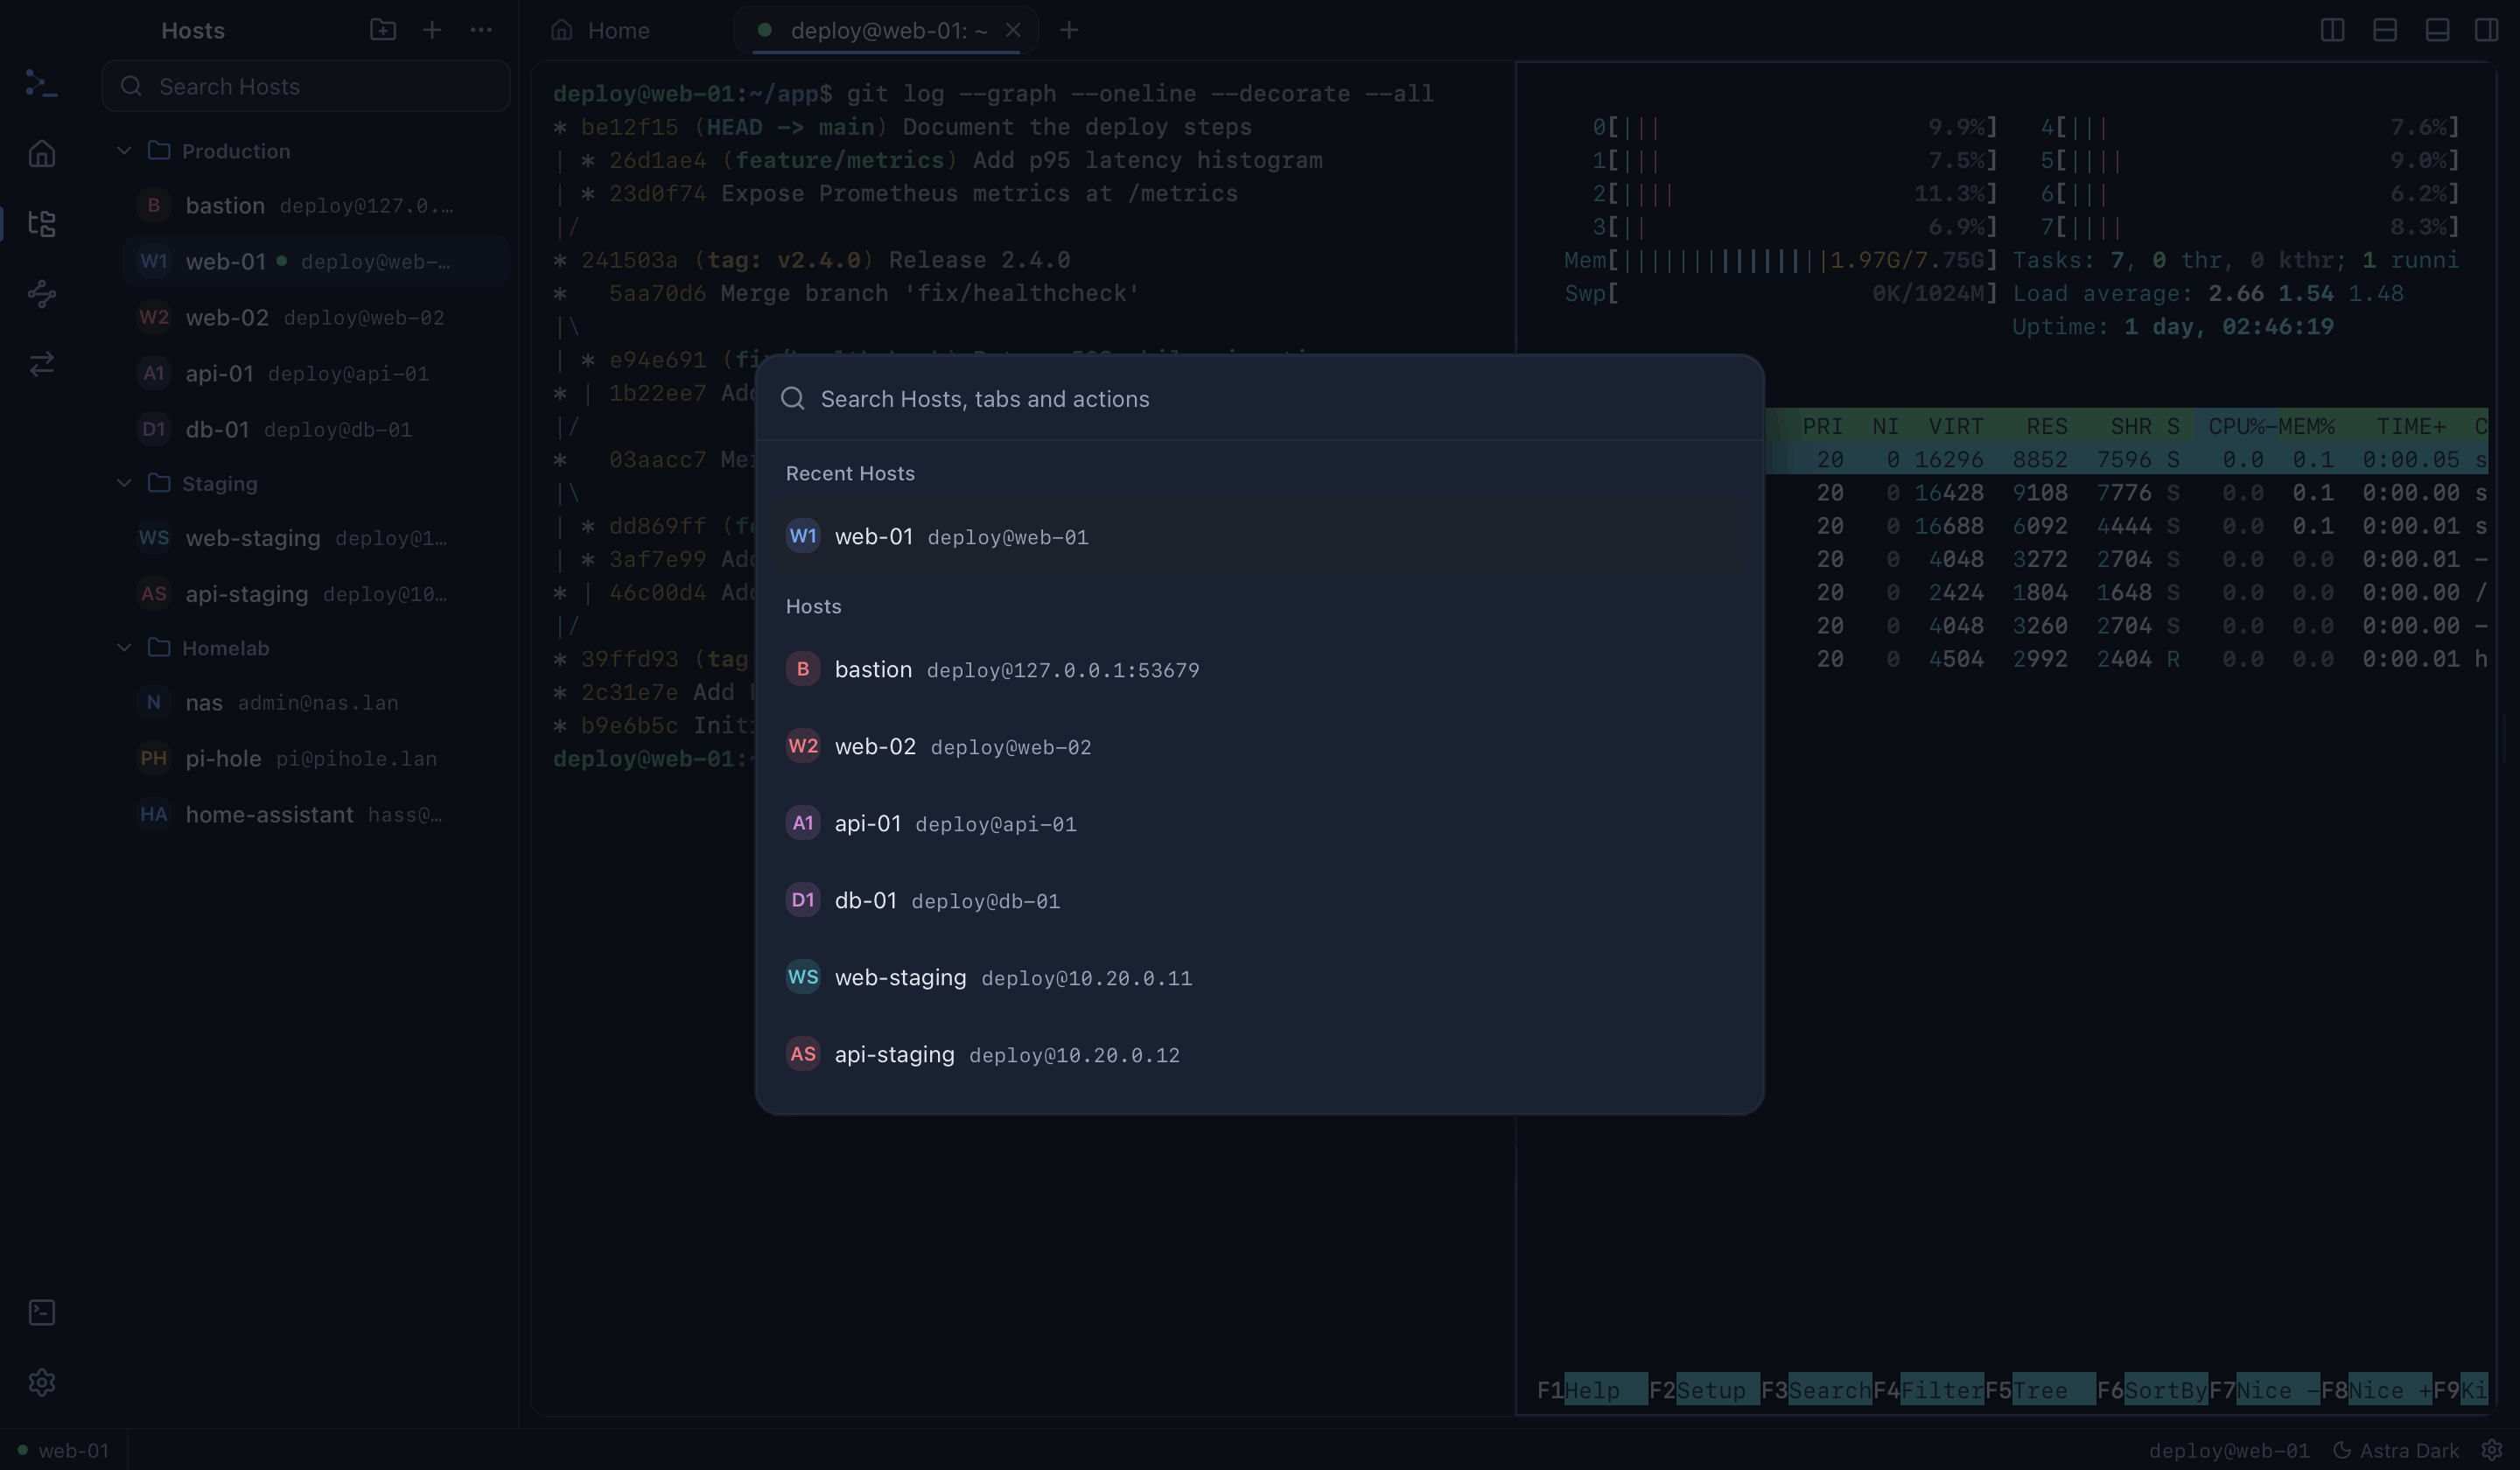 Hosts
Search Hosts
Production
B bastion deploy@127.0.…
W1 web-01 deploy@web-…
W2 web-02 deploy@web-02
A1 api-01 deploy@api-01
D1 db-01 deploy@db-01
Staging
WS web-staging deploy@1…
AS api-staging deploy@10…
Homelab
N nas admin@nas.lan
PH pi-hole pi@pihole.lan
HA home-assistant hass@…
Home
deploy@web-01: ~
deploy@web-01:~/app$ git log --graph --oneline --decorate --all
* be12f15 (HEAD -> main) Document the deploy steps
| * 26d1ae4 (feature/metrics) Add p95 latency histogram
| * 23d0f74 Expose Prometheus metrics at /metrics
|/
* 241503a (tag: v2.4.0) Release 2.4.0
*   5aa70d6 Merge branch 'fix/healthcheck'
|\
| * e94e691
* | 1b22ee7
|/
*   03aacc7
|\
| * dd869ff
| * 3af7e99
* | 46c00d4
|/
* 39ffd93 (tag
* 2c31e7e Add
* b9e6b5c
deploy@web-01:
0[||| 9.9%] 4[||| 7.6%]
1[||| 7.5%] 5[|||| 9.0%]
2[|||| 11.3%] 6[||| 6.2%]
3[|| 6.9%] 7[|||| 8.3%]
Mem[|||||||||||||||1.97G/7.75G] Tasks: 7, 0 thr, 0 kthr; 1 runni
Swp[ 0K/1024M] Load average: 2.66 1.54 1.48
Uptime: 1 day, 02:46:19
PRI NI VIRT RES SHR S CPU%-MEM% TIME+ C
20 0 16296 8852 7596 S 0.0 0.1 0:00.05 s
20 0 16428 9108 7776 S 0.0 0.1 0:00.00 s
20 0 16688 6092 4444 S 0.0 0.1 0:00.01 s
20 0 4048 3272 2704 S 0.0 0.0 0:00.01 -
20 0 2424 1804 1648 S 0.0 0.0 0:00.00 /
20 0 4048 3260 2704 S 0.0 0.0 0:00.00 -
20 0 4504 2992 2404 R 0.0 0.0 0:00.01 h
F1Help F2Setup F3SearchF4FilterF5Tree F6SortByF7Nice -F8Nice +F9Ki
Search Hosts, tabs and actions
Recent Hosts
W1 web-01 deploy@web-01
Hosts
B bastion deploy@127.0.0.1:53679
W2 web-02 deploy@web-02
A1 api-01 deploy@api-01
D1 db-01 deploy@db-01
WS web-staging deploy@10.20.0.11
AS api-staging deploy@10.20.0.12
web-01
deploy@web-01
Astra Dark